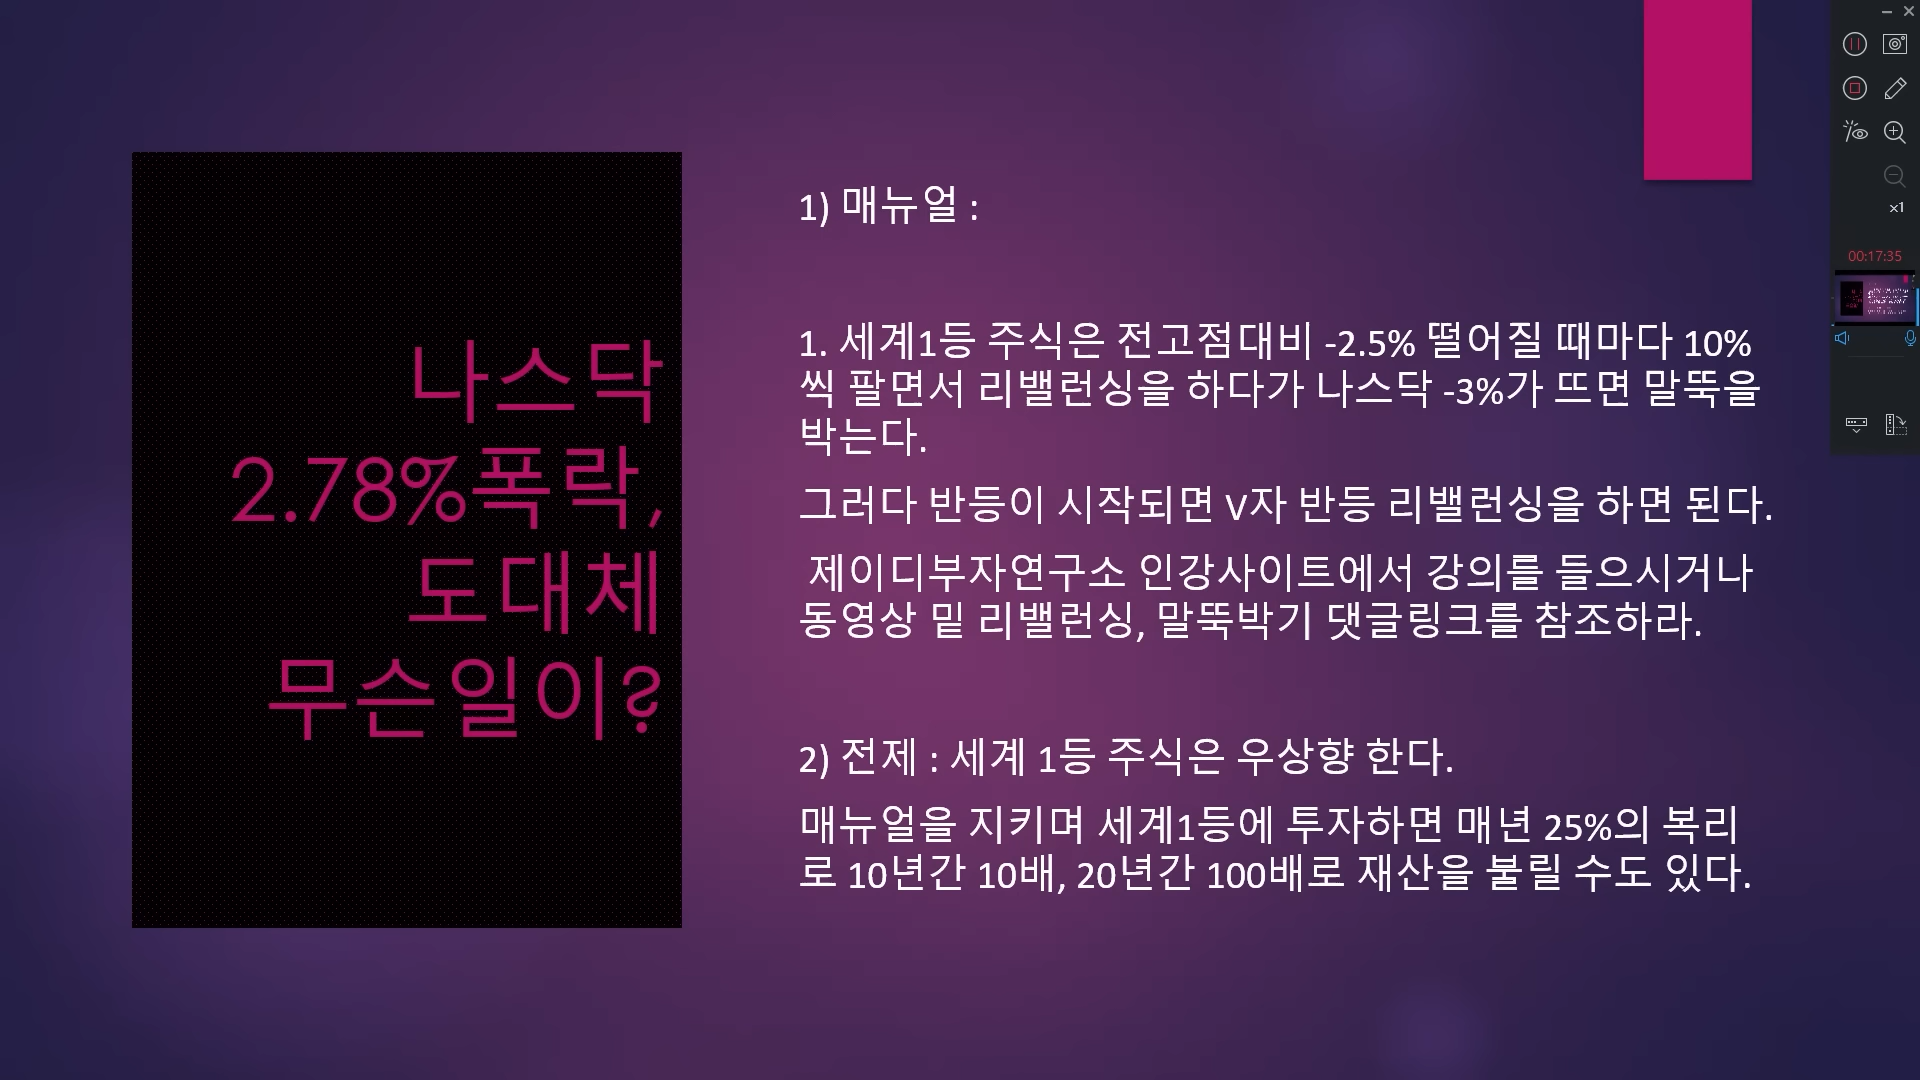 나스닥
2.78%폭락,
도대체
무슨일이?
1) 매뉴얼 :
1. 세계1등 주식은 전고점대비 -2.5% 떨어질 때마다 10%
씩 팔면서 리밸런싱을 하다가 나스닥 -3%가 뜨면 말뚝을
박는다.
그러다 반등이 시작되면 V자 반등 리밸런싱을 하면 된다.
제이디부자연구소 인강사이트에서 강의를 들으시거나
동영상 밑 리밸런싱, 말뚝박기 댓글링크를 참조하라.
2) 전제 : 세계 1등 주식은 우상향 한다.
매뉴얼을 지키며 세계1등에 투자하면 매년 25%의 복리
로 10년간 10배, 20년간 100배로 재산을 불릴 수도 있다.
x1
00:17:35